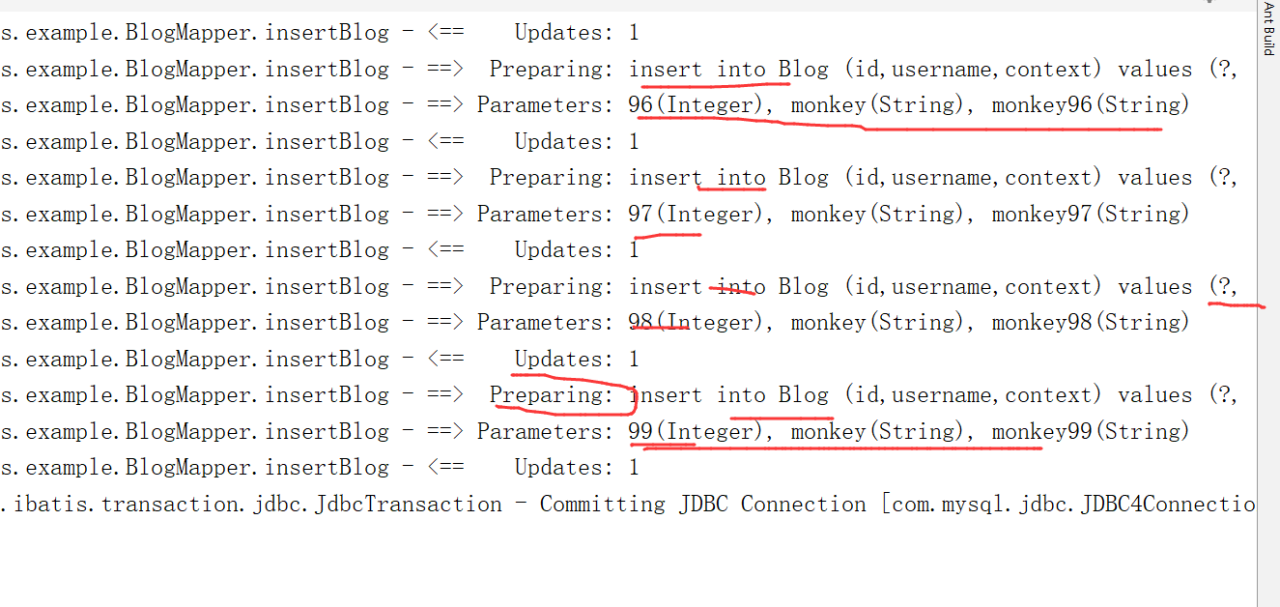 s.example.BlogMapper.insertBlog - <==    Updates: 1
s.example.BlogMapper.insertBlog - ==>  Preparing: insert into Blog (id,username,context) values (?,
s.example.BlogMapper.insertBlog - ==> Parameters: 96(Integer), monkey(String), monkey96(String)
s.example.BlogMapper.insertBlog - <==    Updates: 1
s.example.BlogMapper.insertBlog - ==>  Preparing: insert into Blog (id,username,context) values (?,
s.example.BlogMapper.insertBlog - ==> Parameters: 97(Integer), monkey(String), monkey97(String)
s.example.BlogMapper.insertBlog - <==    Updates: 1
s.example.BlogMapper.insertBlog - ==>  Preparing: insert into Blog (id,username,context) values (?,
s.example.BlogMapper.insertBlog - ==> Parameters: 98(Integer), monkey(String), monkey98(String)
s.example.BlogMapper.insertBlog - <==    Updates: 1
s.example.BlogMapper.insertBlog - ==>  Preparing: insert into Blog (id,username,context) values (?,
s.example.BlogMapper.insertBlog - ==> Parameters: 99(Integer), monkey(String), monkey99(String)
s.example.BlogMapper.insertBlog - <==    Updates: 1
.ibatis.transaction.jdbc.JdbcTransaction - Committing JDBC Connection [com.mysql.jdbc.JDBC4Connectio
Ant Build